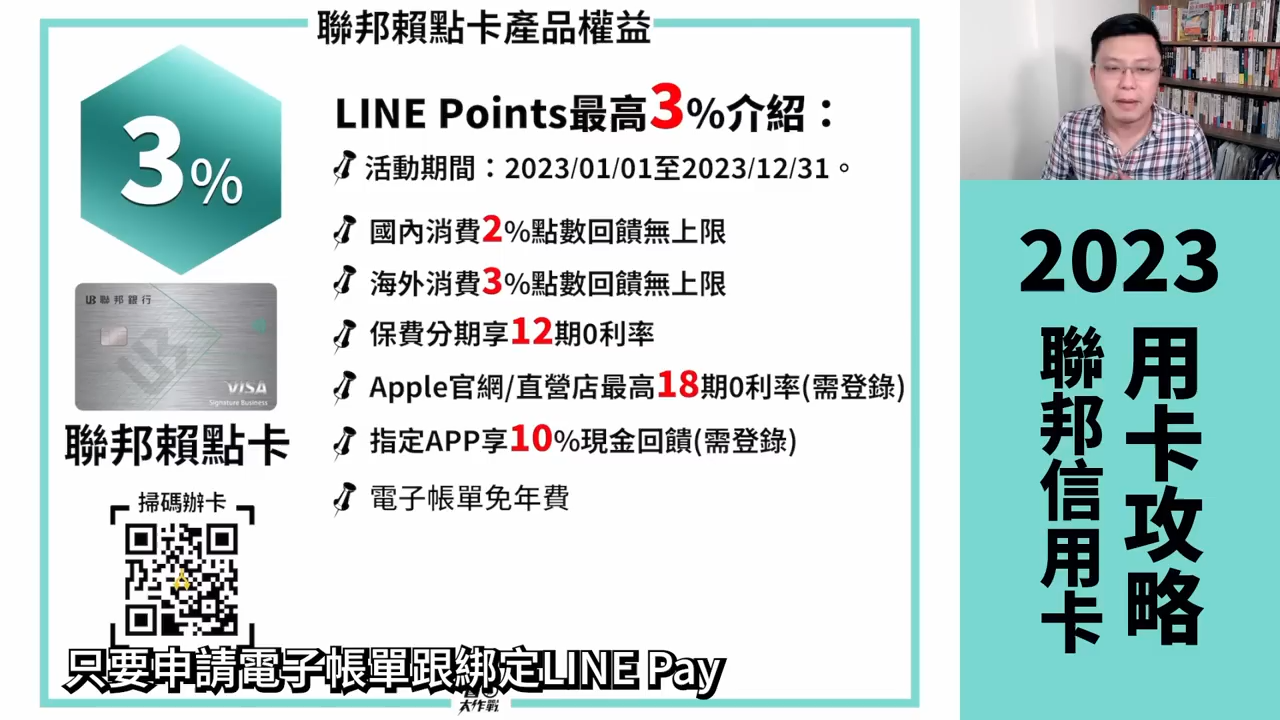 聯邦賴點卡產品權益
3%
LINE Points最高3%介紹：
活動期間：2023/01/01至2023/12/31。
國內消費2%點數回饋無上限
海外消費3%點數回饋無上限
保費分期享12期0利率
Apple官網/直營店最高18期0利率(需登錄)
指定APP享10%現金回饋(需登錄)
電子帳單免年費
聯邦銀行
VISA
Signature Business
聯邦賴點卡
掃碼辦卡
只要申請電子帳單跟綁定LINE Pay
大作戰
2023
用卡攻略
聯邦信用卡